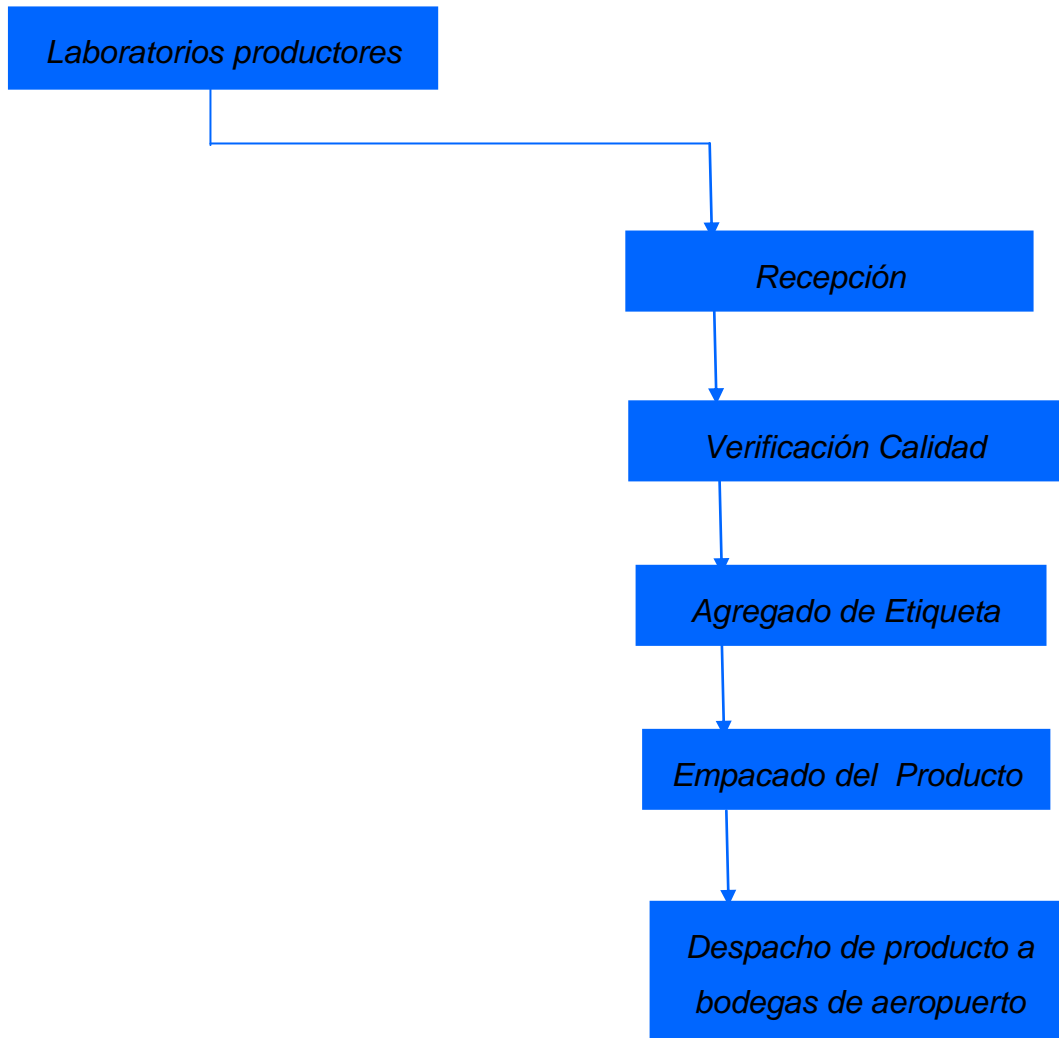 Laboratorios productores
Recepción
Verificación Calidad
Agregado de Etiqueta
Empacado del  Producto
Despacho de producto a
bodegas de aeropuerto